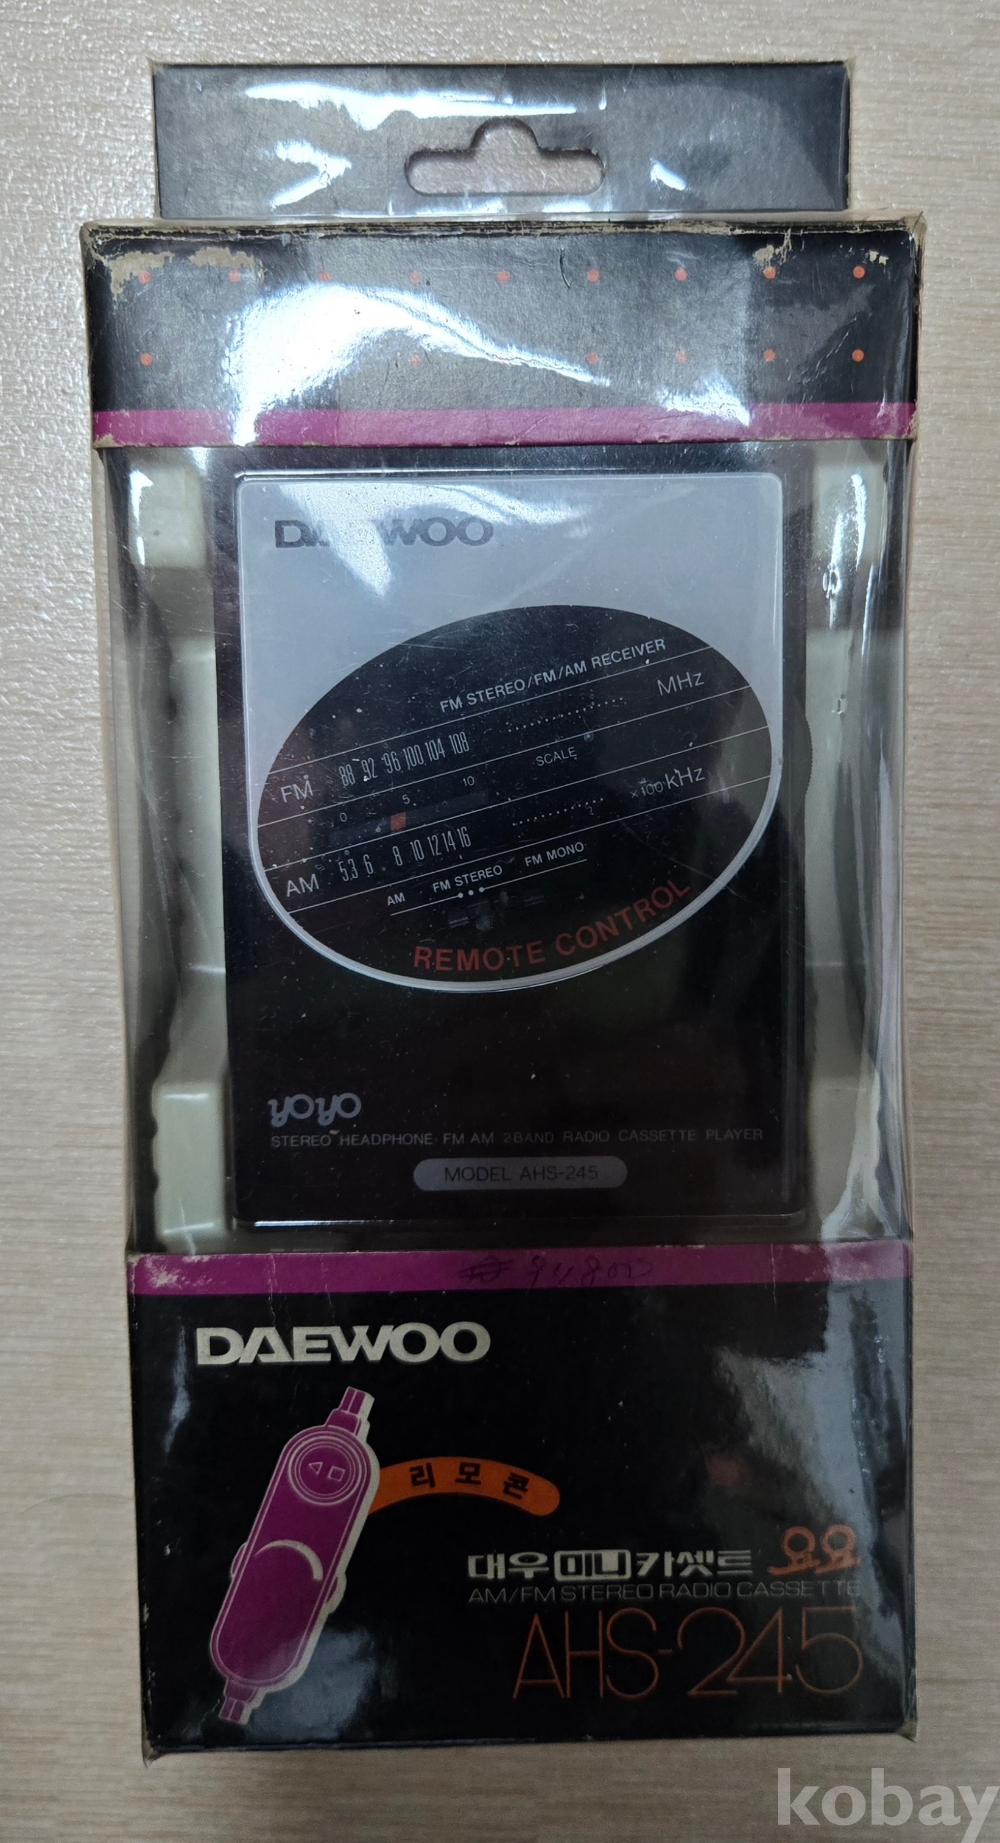 DAEWOO
FM STEREO/FM/AM RECEIVER
MHz
FM 88 92 96 100 104 108
SCALE
0 5 10
×100 kHz
AM 5.3 6 8 10 12 14 16
AM FM STEREO FM MONO
REMOTE CONTROL
yoyo
STEREO HEADPHONE FM AM 2BAND RADIO CASSETTE PLAYER
MODEL AHS-245
DAEWOO
리모콘
대우 미니 카셋트 요요
AM/FM STEREO RADIO CASSETTE
AHS-245
kobay